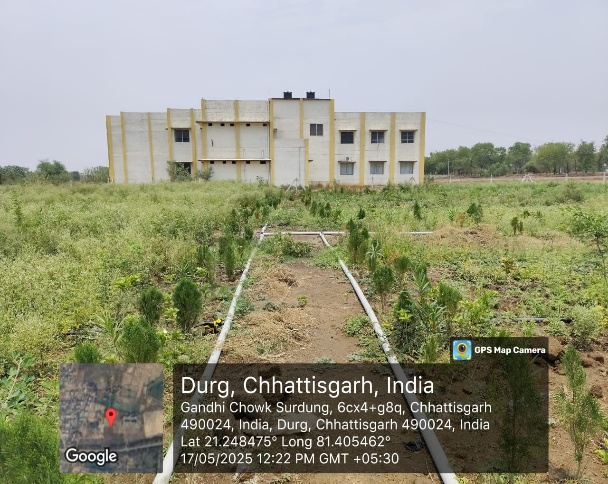 GPS Map Camera
Durg, Chhattisgarh, India
Gandhi Chowk Surdung, 6cx4+g8q, Chhattisgarh
490024, India, Durg, Chhattisgarh 490024, India
Lat 21.248475° Long 81.405462°
17/05/2025 12:22 PM GMT +05:30
Google